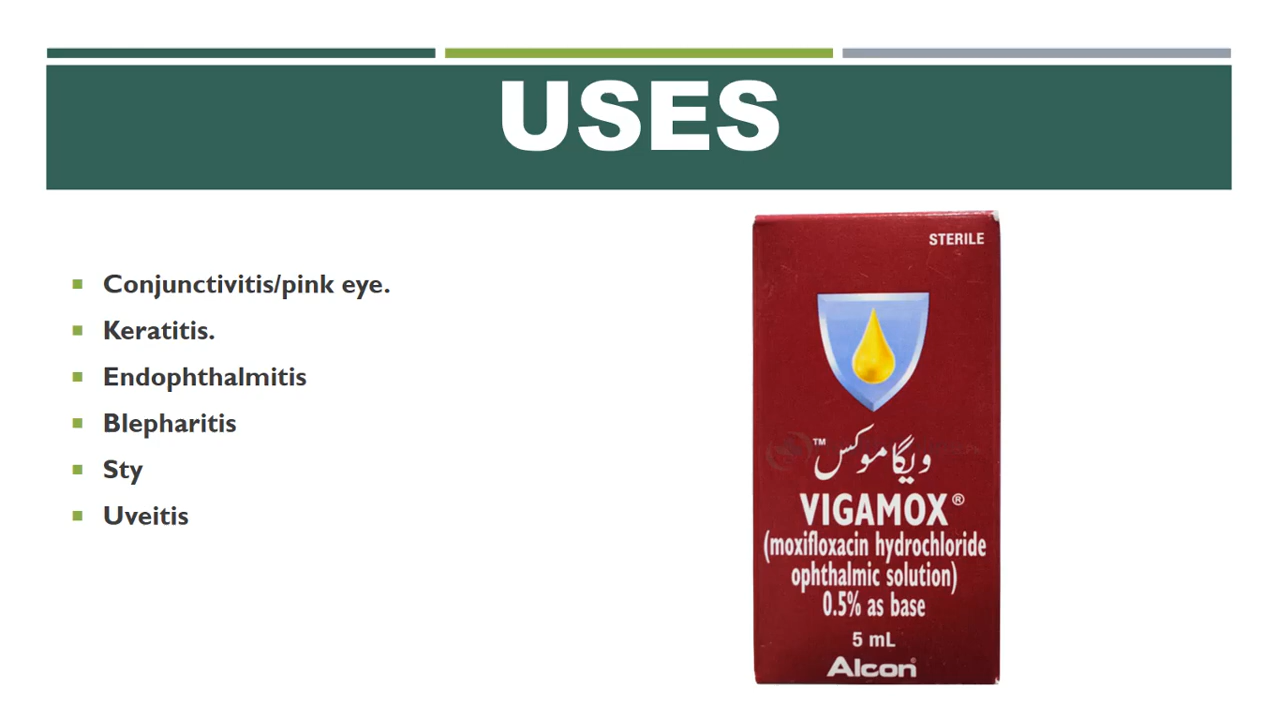 USES
Conjunctivitis/pink eye.
Keratitis.
Endophthalmitis
Blepharitis
Sty
Uveitis
STERILE
ویگاموکس™
VIGAMOX®
(moxifloxacin hydrochloride
ophthalmic solution)
0.5% as base
5 mL
Alcon®